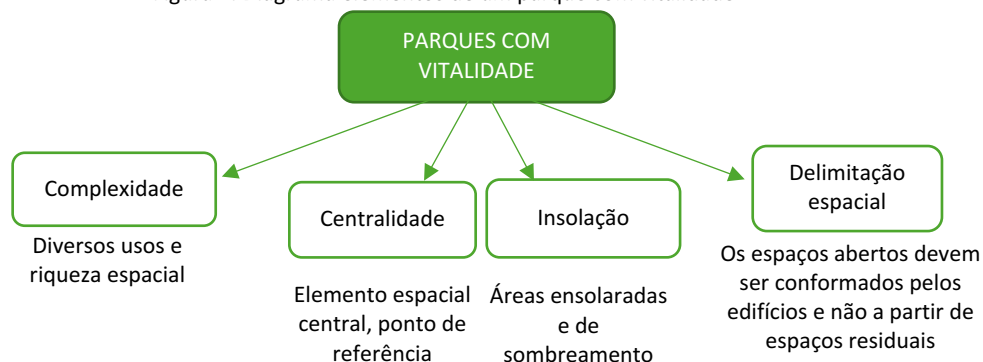 PARQUES COM
VITALIDADE
Complexidade
Diversos usos e
riqueza espacial
Centralidade
Elemento espacial
central, ponto de
referência
Insolação
Áreas ensolaradas
e de
sombreamento
Delimitação
espacial
Os espaços abertos devem
ser conformados pelos
edifícios e não a partir de
espaços residuais